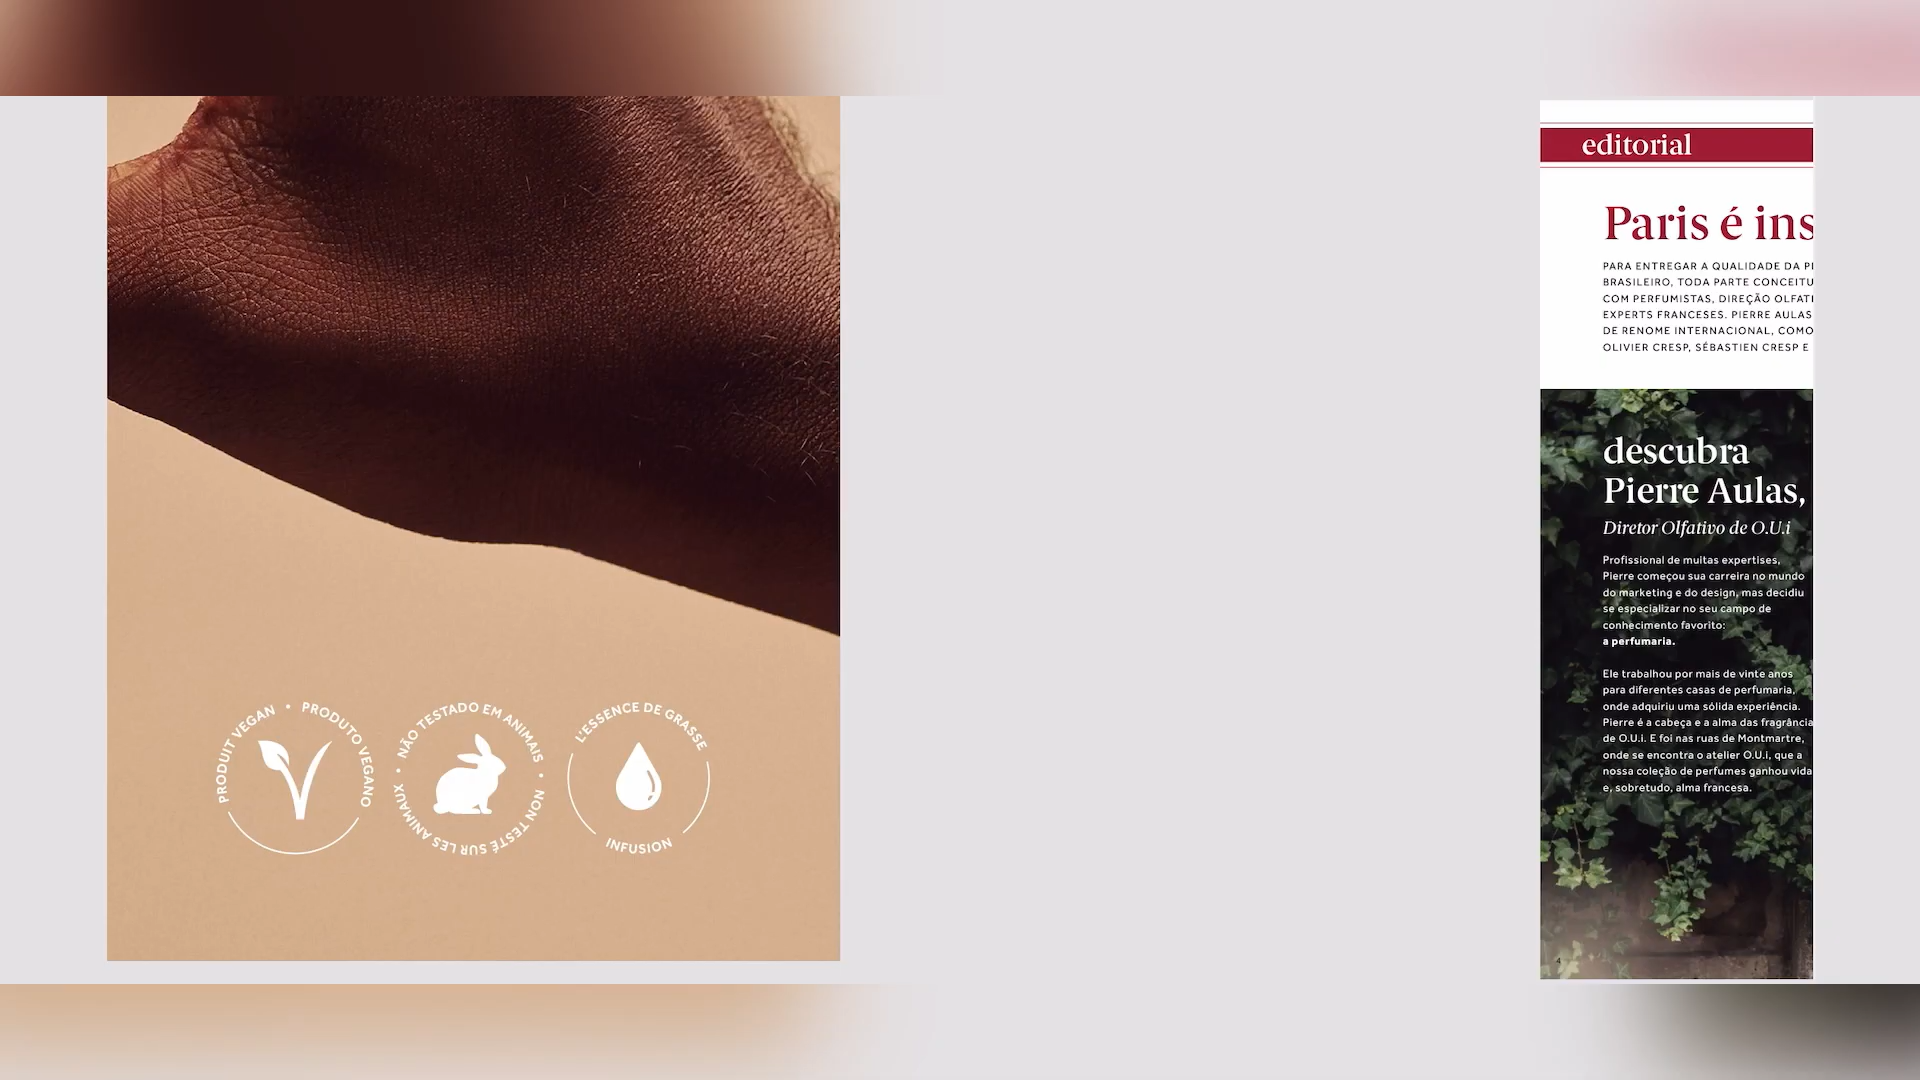 PRODUIT VEGAN • PRODUTO VEGANO
NÃO TESTADO EM ANIMAIS • NON TESTÉ SUR LES ANIMAUX •
L'ESSENCE DE GRASSE
INFUSION
editorial
Paris é ins
PARA ENTREGAR A QUALIDADE DA
BRASILEIRO, TODA PARTE CONCEITU
COM PERFUMISTAS, DIREÇÃO OLFATI
EXPERTS FRANCESES. PIERRE AULAS
DE RENOME INTERNACIONAL, COMO
OLIVIER CRESP, SÉBASTIEN CRESP E
descubra
Pierre Aulas,
Diretor Olfativo de O.U.i
Profissional de muitas expertises,
Pierre começou sua carreira no mundo
do marketing e do design, mas decidiu
se especializar no seu campo de
conhecimento favorito:
a perfumaria.
Ele trabalhou por mais de vinte anos
para diferentes casas de perfumaria,
onde adquiriu uma sólida experiência.
Pierre é a cabeça e a alma das fragrância
de O.U.i. E foi nas ruas de Montmartre,
onde se encontra o atelier O.U.i, que a
nossa coleção de perfumes ganhou vida
e, sobretudo, alma francesa.
4